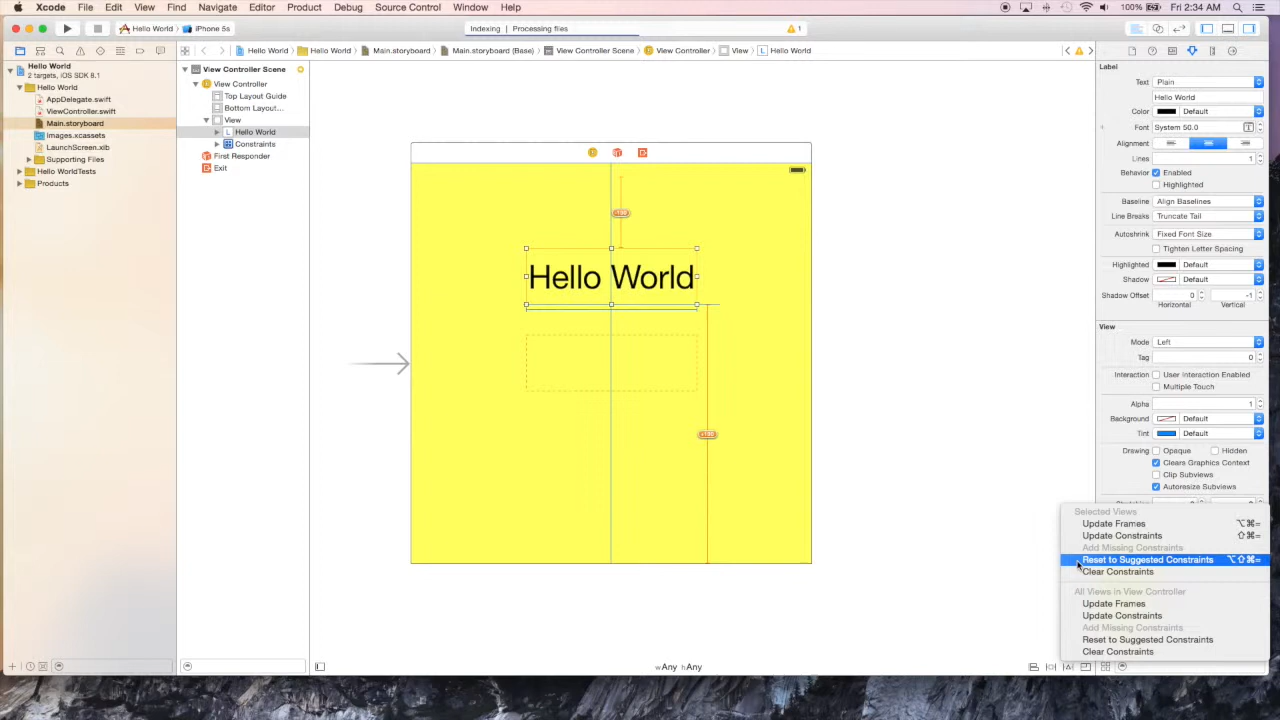 Xcode File Edit View Find Navigate Editor Product Debug Source Control Window Help 100% Fri 2:34 AM
Hello World iPhone 5s Indexing | Processing files 1
Hello World Hello World Main.storyboard Main.storyboard (Base) View Controller Scene View Controller View L Hello World
Hello World
2 targets, iOS SDK 8.1
Hello World
AppDelegate.swift
ViewController.swift
Main.storyboard
Images.xcassets
LaunchScreen.xib
Supporting Files
Hello WorldTests
Products
View Controller Scene
View Controller
Top Layout Guide
Bottom Layout...
View
L Hello World
Constraints
First Responder
Exit
Hello World
wAny hAny
Label
Text Plain
Hello World
Color Default
Font System 50.0
Alignment
Lines 1
Behavior Enabled
Highlighted
Baseline Align Baselines
Line Breaks Truncate Tail
Autoshrink Fixed Font Size
Tighten Letter Spacing
Highlighted Default
Shadow Default
Shadow Offset 0 -1
Horizontal Vertical
View
Mode Left
Tag 0
Interaction User Interaction Enabled
Multiple Touch
Alpha 1
Background Default
Tint Default
Drawing Opaque Hidden
Clears Graphics Context
Clip Subviews
Autoresize Subviews
Selected Views
Update Frames ⌥⌘=
Update Constraints ⇧⌘=
Add Missing Constraints
Reset to Suggested Constraints ⌥⇧⌘=
Clear Constraints
All Views in View Controller
Update Frames
Update Constraints
Add Missing Constraints
Reset to Suggested Constraints
Clear Constraints